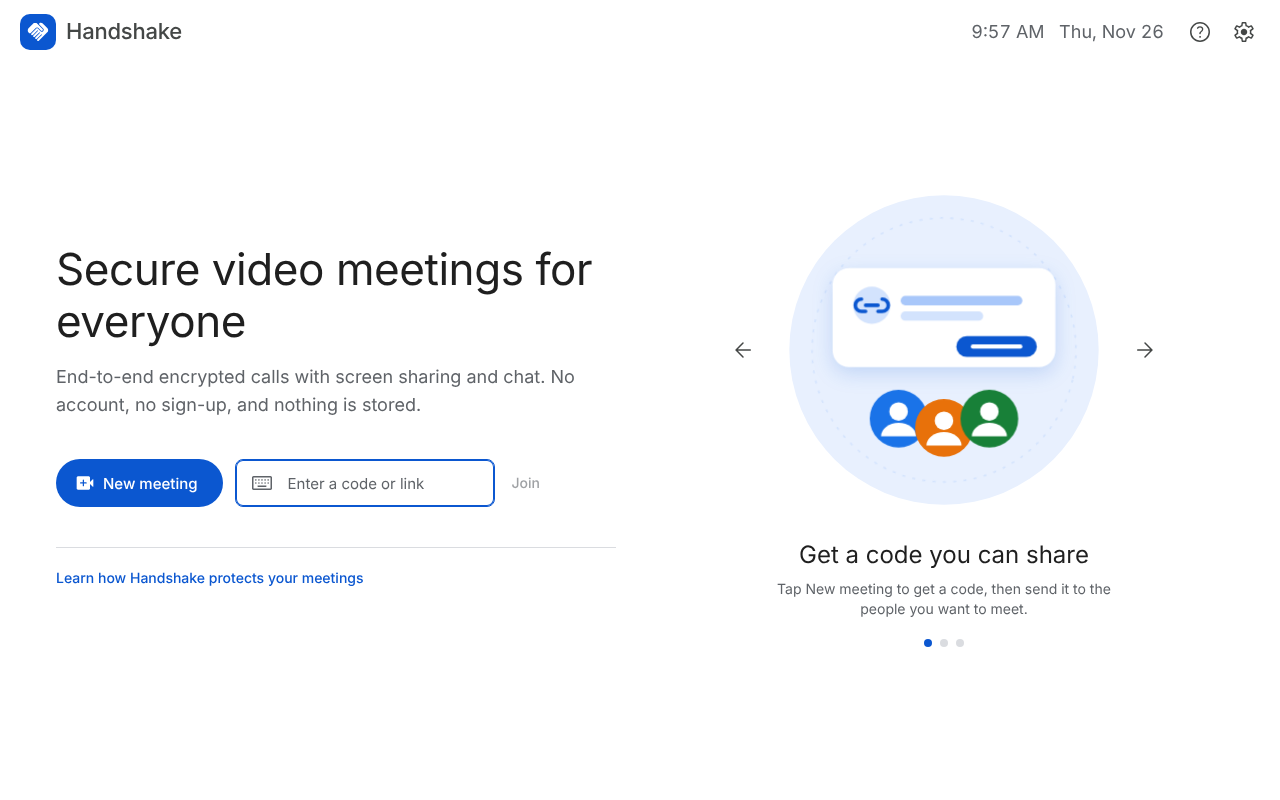 Handshake
9:57 AM Thu, Nov 26
Secure video meetings for
everyone
End-to-end encrypted calls with screen sharing and chat. No
account, no sign-up, and nothing is stored.
New meeting
Enter a code or link
Join
Learn how Handshake protects your meetings
Get a code you can share
Tap New meeting to get a code, then send it to the
people you want to meet.